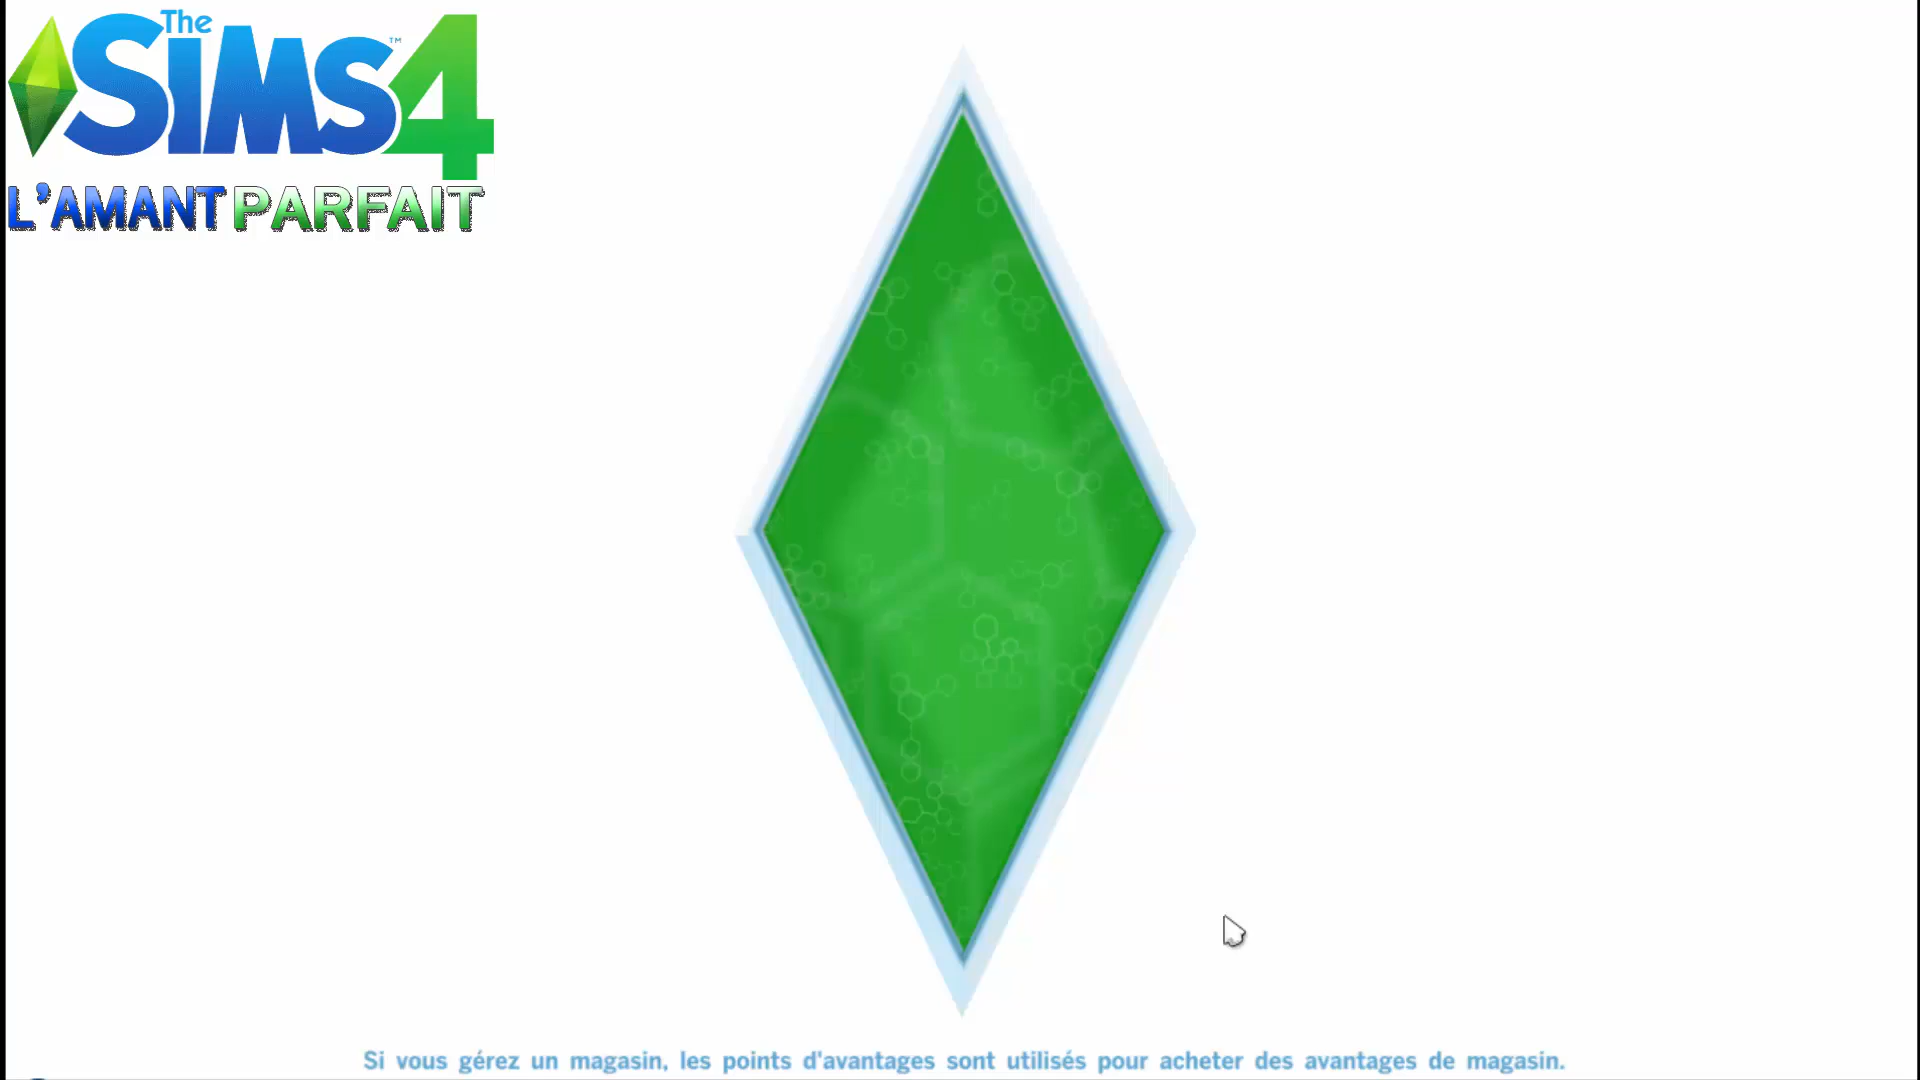 The
SIMS 4 ™
L'AMANT PARFAIT
Si vous gérez un magasin, les points d'avantages sont utilisés pour acheter des avantages de magasin.